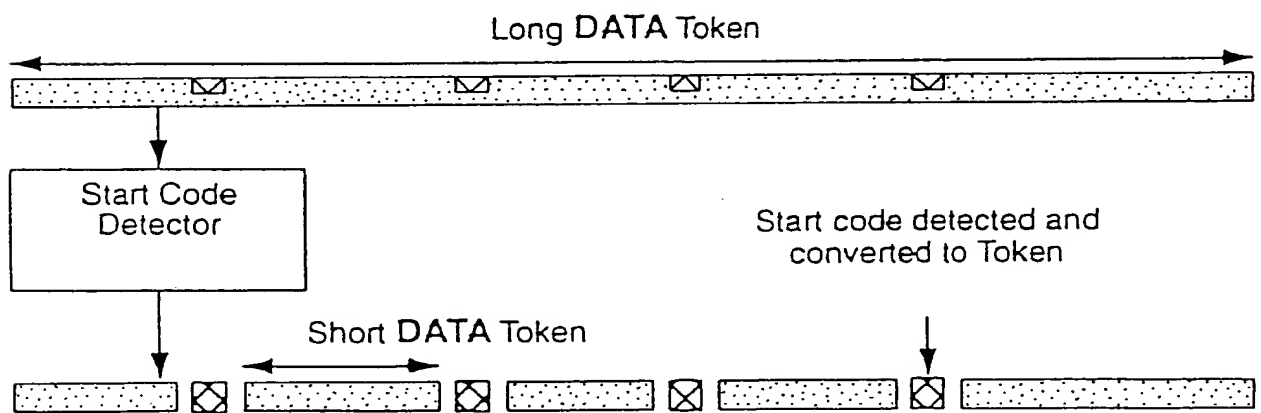 Long DATA Token
Start Code
Detector
Start code detected and
converted to Token
Short DATA Token